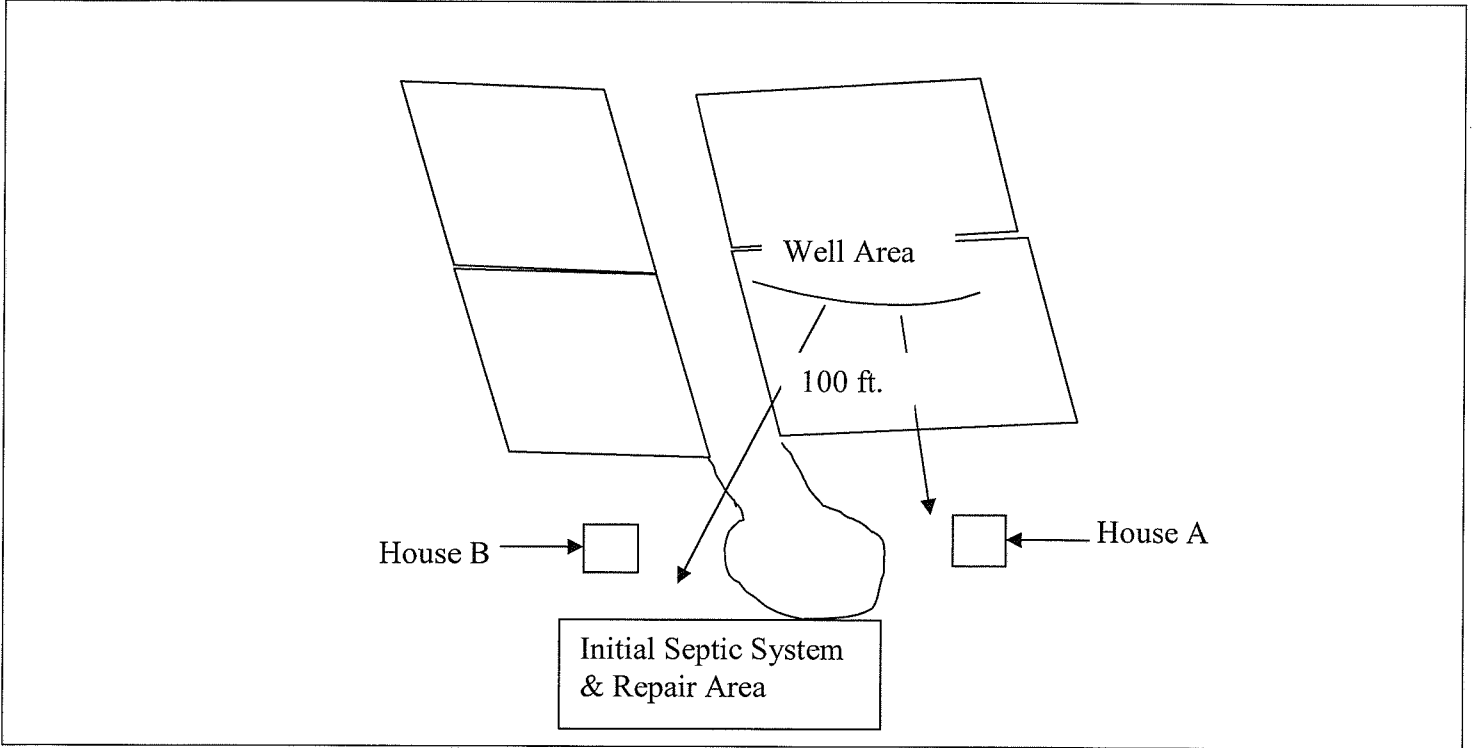 Well Area
100 ft.
House B
House A
Initial Septic System
& Repair Area